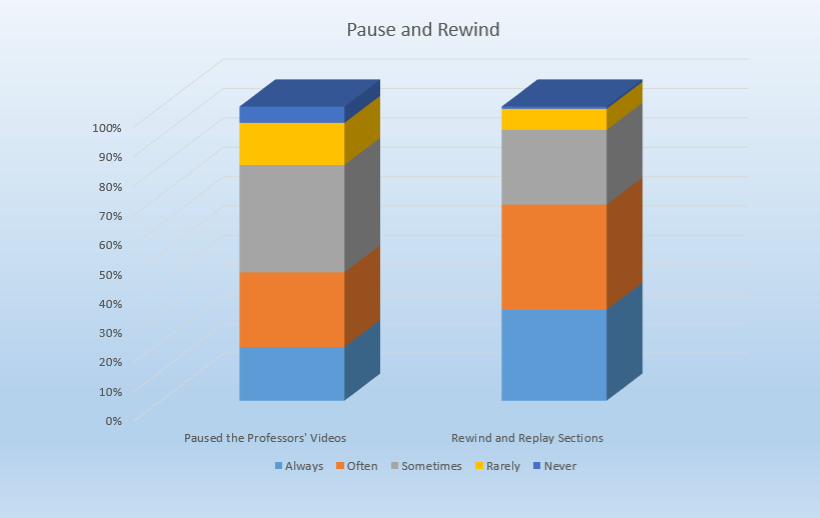 Pause and Rewind
100%
90%
80%
70%
60%
50%
40%
30%
20%
10%
0%
Paused the Professors' Videos
Rewind and Replay Sections
Always Often Sometimes Rarely Never